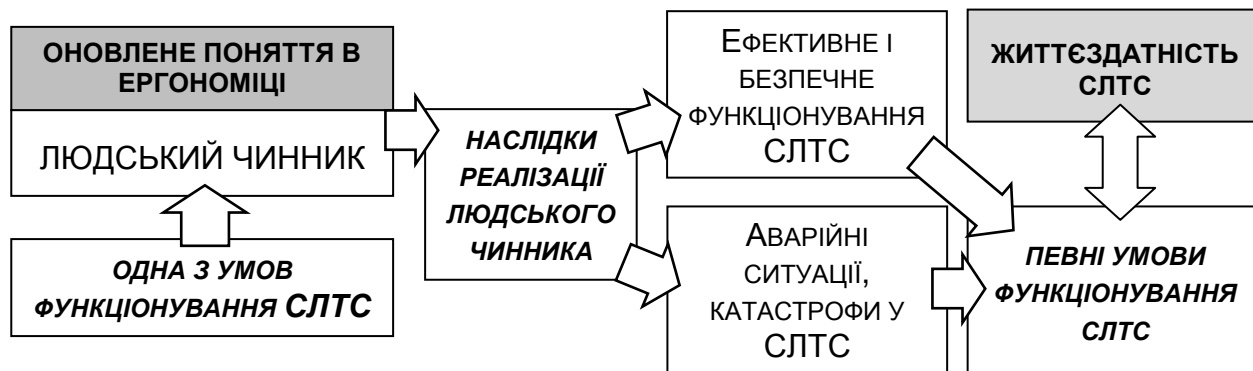 ОНОВЛЕНЕ ПОНЯТТЯ В
ЕРГОНОМІЦІ
ЛЮДСЬКИЙ ЧИННИК
ОДНА З УМОВ
ФУНКЦІОНУВАННЯ СЛТС
НАСЛІДКИ
РЕАЛІЗАЦІЇ
ЛЮДСЬКОГО
ЧИННИКА
ЕФЕКТИВНЕ І
БЕЗПЕЧНЕ
ФУНКЦІОНУВАННЯ
СЛТС
АВАРІЙНІ
СИТУАЦІЇ,
КАТАСТРОФИ У
СЛТС
ЖИТТЄЗДАТНІСТЬ
СЛТС
ПЕВНІ УМОВИ
ФУНКЦІОНУВАННЯ
СЛТС